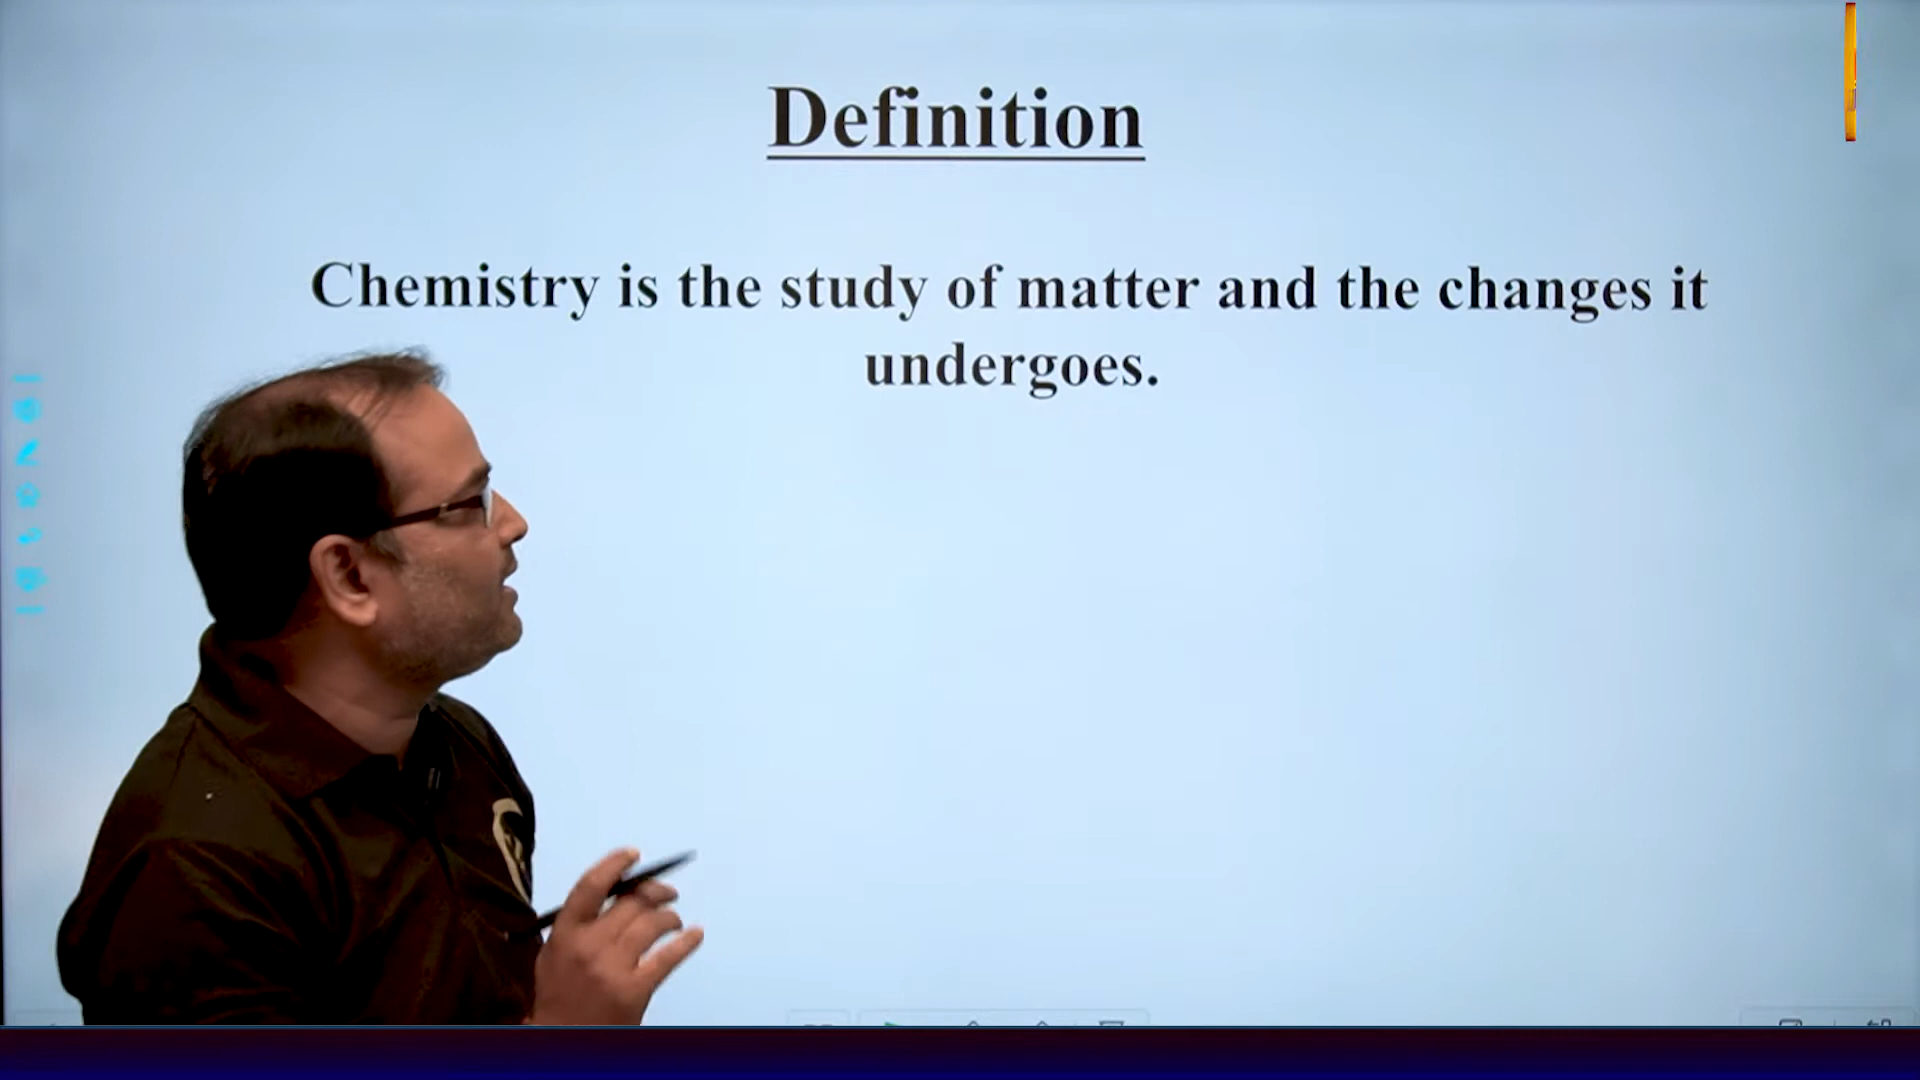 Definition
Chemistry is the study of matter and the changes it
undergoes.